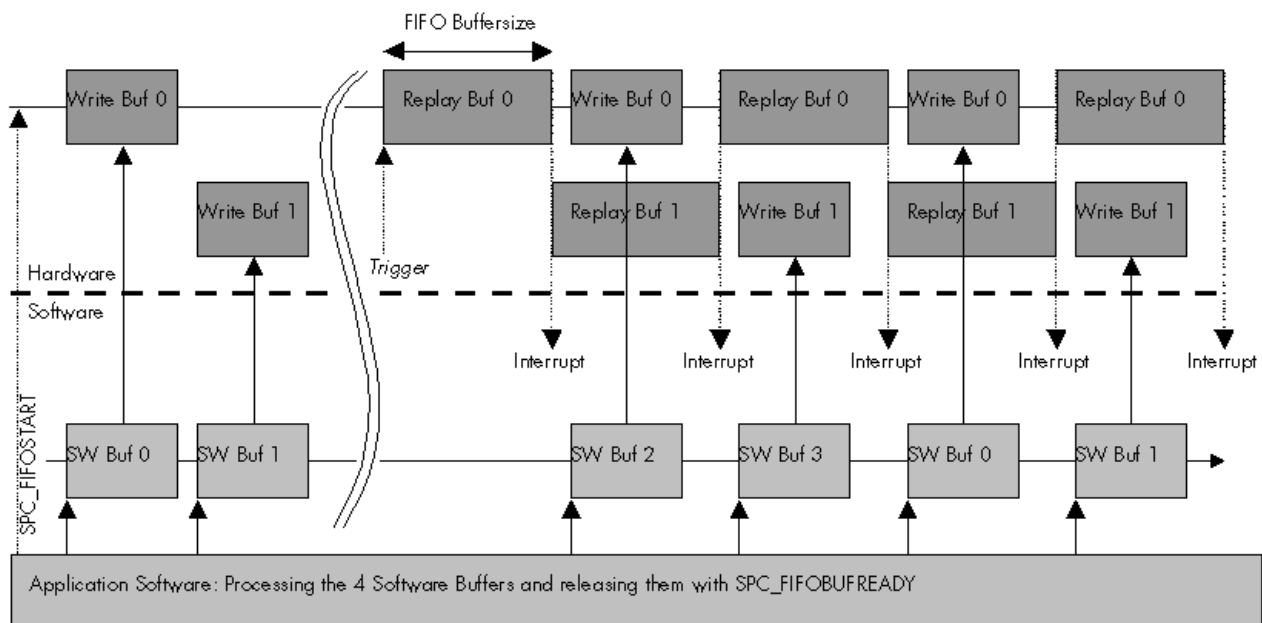 FIFO Buffersize
Write Buf 0
Replay Buf 0
Write Buf 0
Replay Buf 0
Write Buf 0
Replay Buf 0
Write Buf 1
Replay Buf 1
Write Buf 1
Replay Buf 1
Write Buf 1
Trigger
Hardware
Software
Interrupt
Interrupt
Interrupt
Interrupt
Interrupt
SPC_FIFOSTART
SW Buf 0
SW Buf 1
SW Buf 2
SW Buf 3
SW Buf 0
SW Buf 1
Application Software: Processing the 4 Software Buffers and releasing them with SPC_FIFOBUFREADY